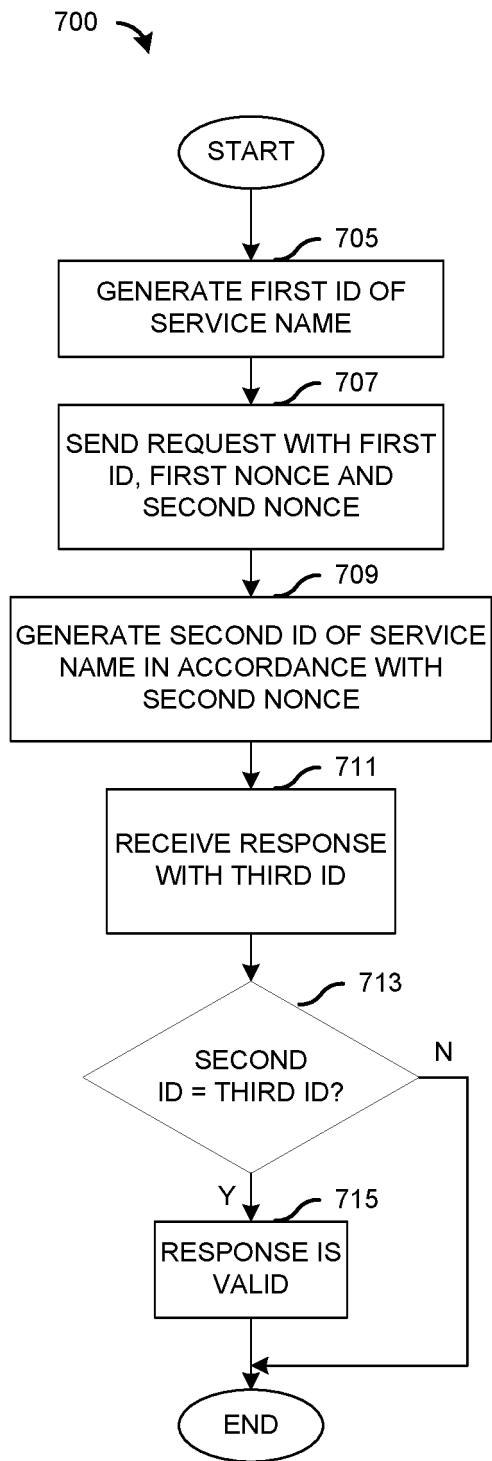 700
START
705
GENERATE FIRST ID OF
SERVICE NAME
707
SEND REQUEST WITH FIRST
ID, FIRST NONCE AND
SECOND NONCE
709
GENERATE SECOND ID OF SERVICE
NAME IN ACCORDANCE WITH
SECOND NONCE
711
RECEIVE RESPONSE
WITH THIRD ID
713
SECOND
ID = THIRD ID?
N
Y
715
RESPONSE IS
VALID
END